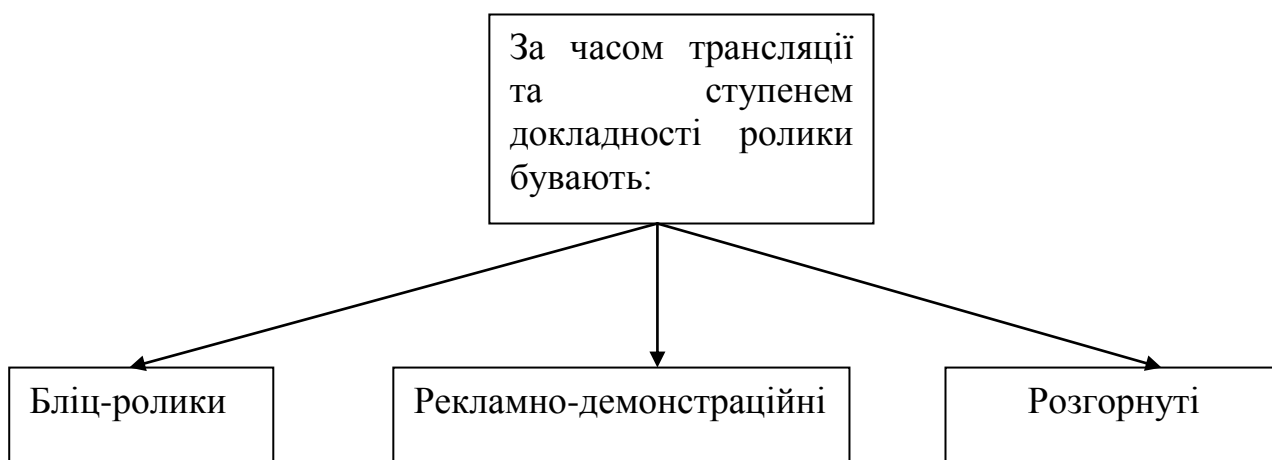 За часом трансляції
та ступенем
докладності ролики
бувають:
Бліц-ролики
Рекламно-демонстраційні
Розгорнуті